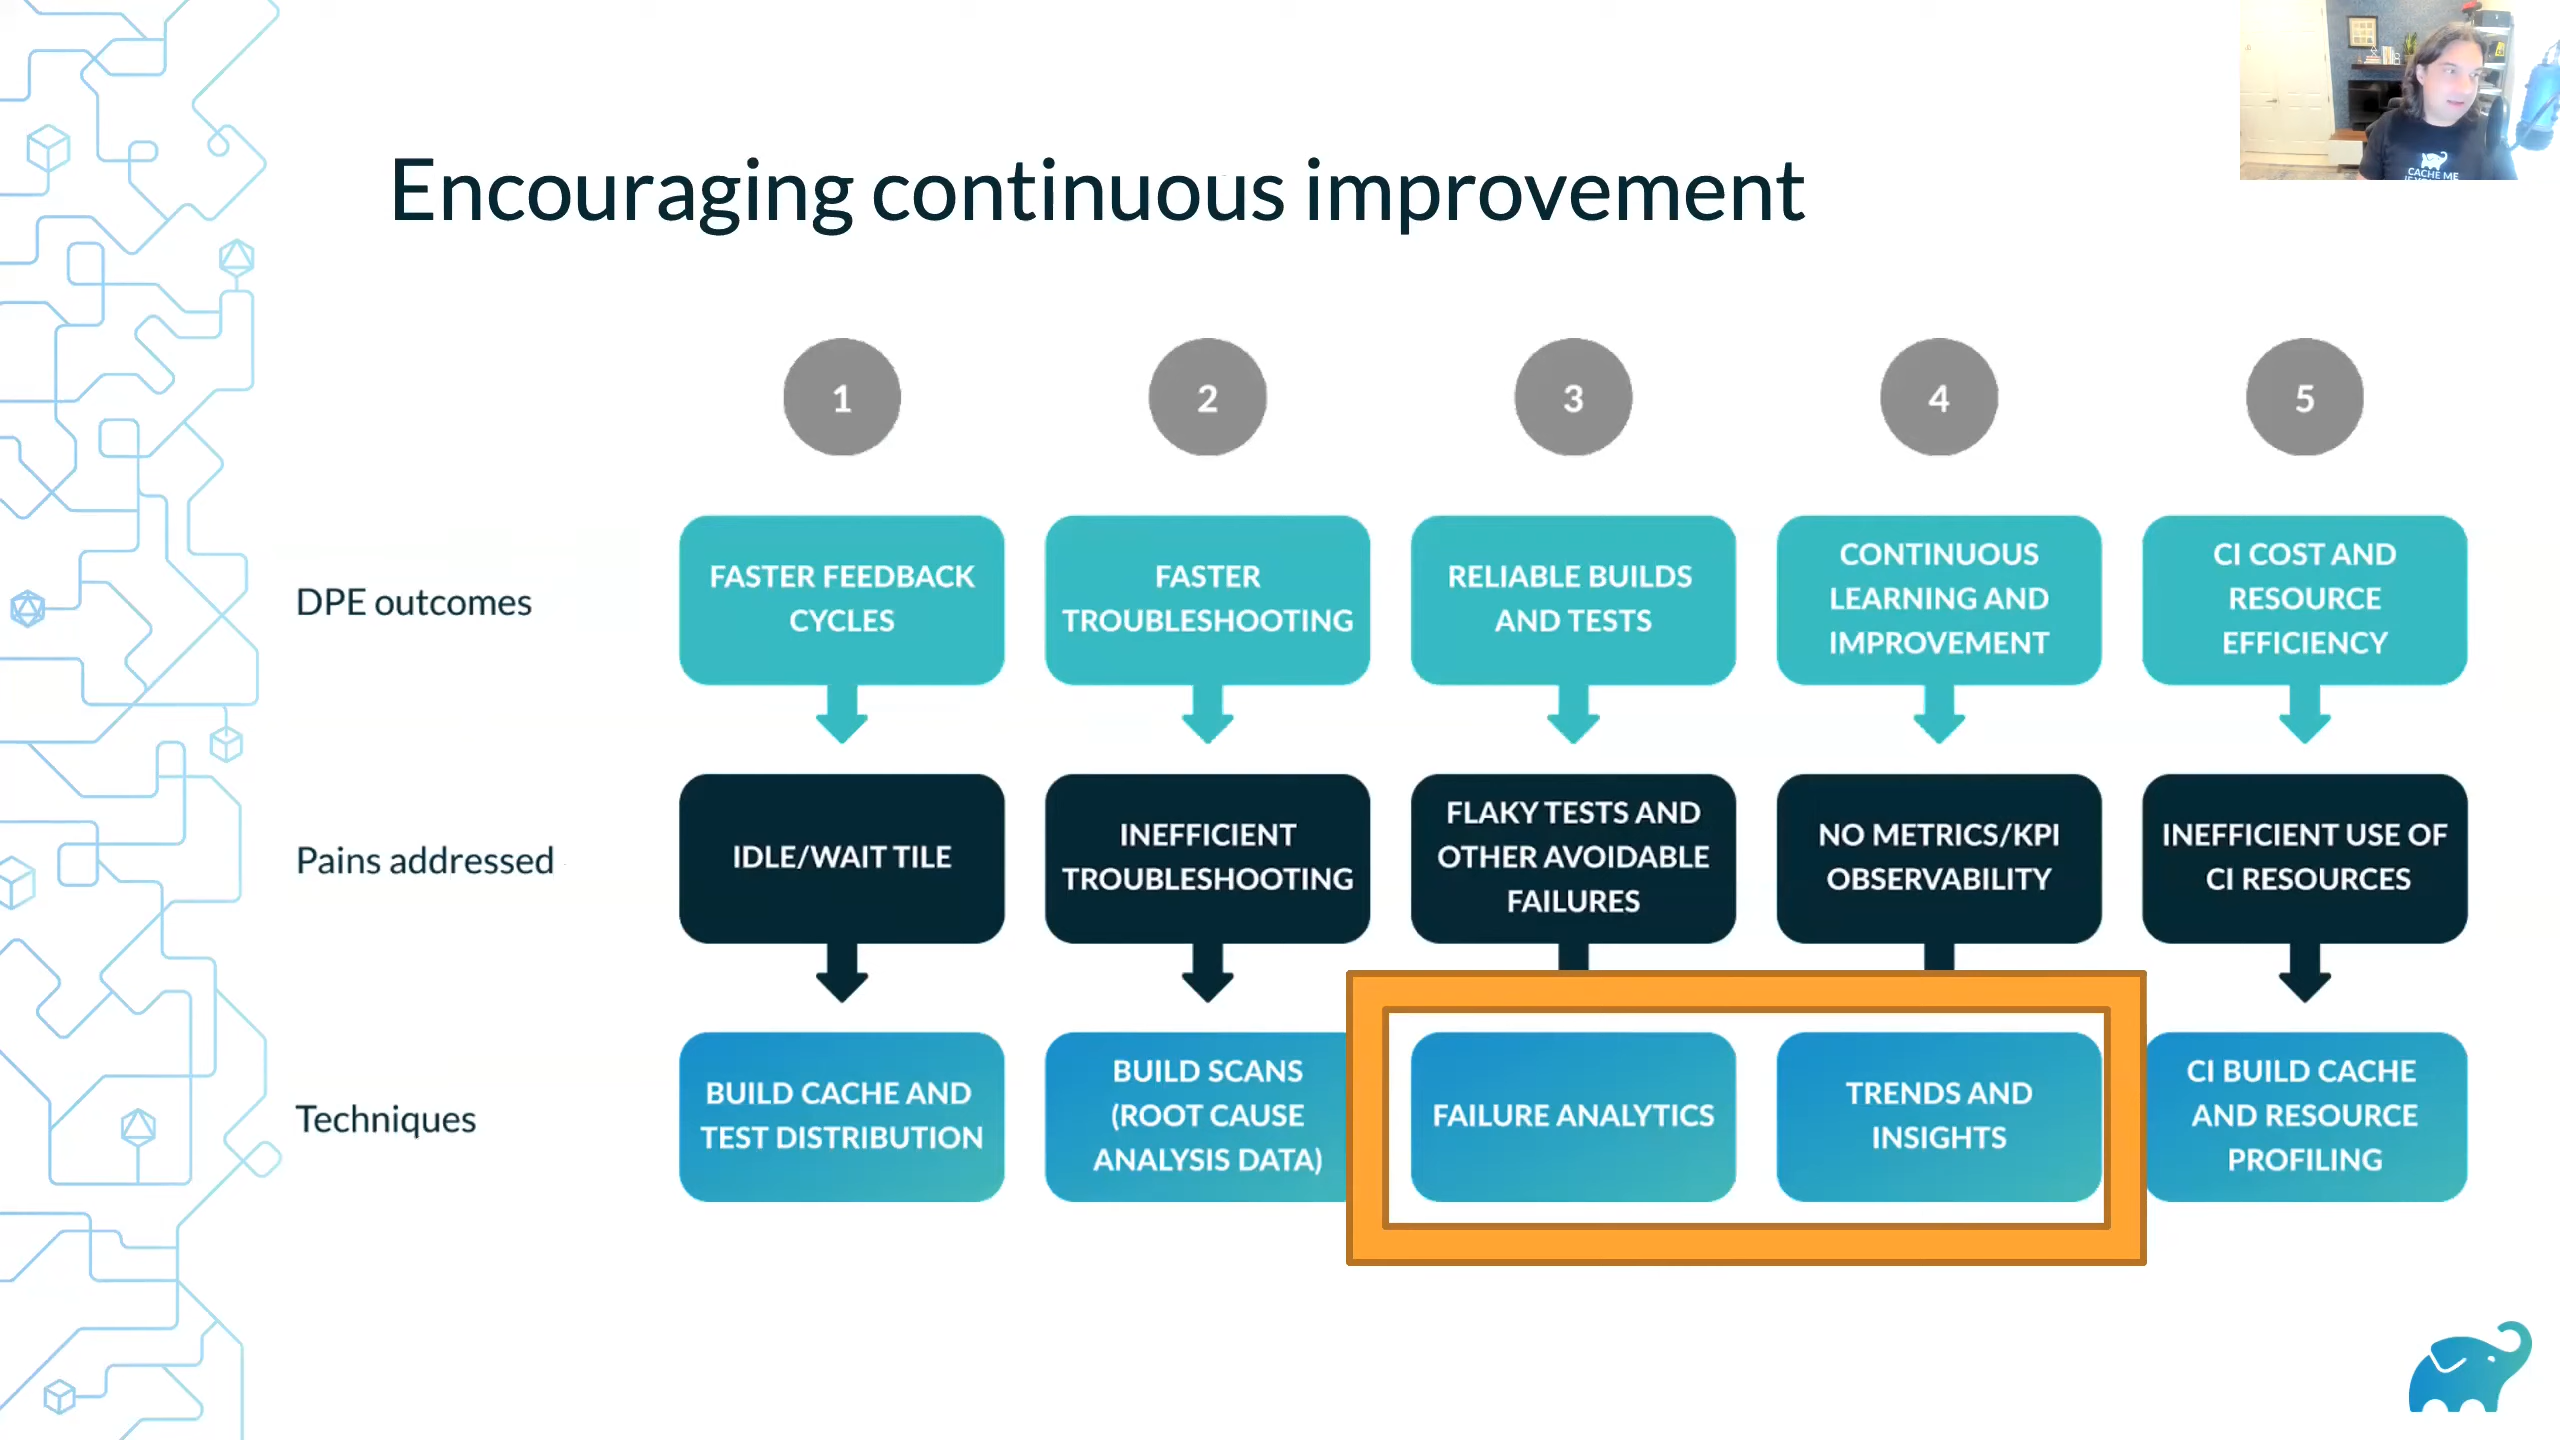 Encouraging continuous improvement
CACHE ME
1
2
3
4
5
DPE outcomes
FASTER FEEDBACK
CYCLES
FASTER
TROUBLESHOOTING
RELIABLE BUILDS
AND TESTS
CONTINUOUS
LEARNING AND
IMPROVEMENT
CI COST AND
RESOURCE
EFFICIENCY
Pains addressed
IDLE/WAIT TILE
INEFFICIENT
TROUBLESHOOTING
FLAKY TESTS AND
OTHER AVOIDABLE
FAILURES
NO METRICS/KPI
OBSERVABILITY
INEFFICIENT USE OF
CI RESOURCES
Techniques
BUILD CACHE AND
TEST DISTRIBUTION
BUILD SCANS
(ROOT CAUSE
ANALYSIS DATA)
FAILURE ANALYTICS
TRENDS AND
INSIGHTS
CI BUILD CACHE
AND RESOURCE
PROFILING